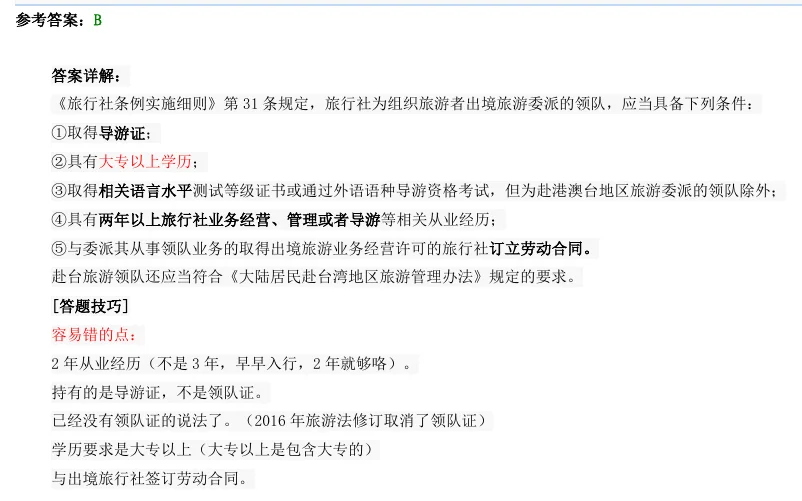 参考答案：B
答案详解：
《旅行社条例实施细则》第 31 条规定，旅行社为组织旅游者出境旅游委派的领队，应当具备下列条件：
①取得导游证；
②具有大专以上学历；
③取得相关语言水平测试等级证书或通过外语语种导游资格考试，但为赴港澳台地区旅游委派的领队除外；
④具有两年以上旅行社业务经营、管理或者导游等相关从业经历；
⑤与委派其从事领队业务的取得出境旅游业务经营许可的旅行社订立劳动合同。
赴台旅游领队还应当符合《大陆居民赴台湾地区旅游管理办法》规定的要求。
[答题技巧]
容易错的点：
2 年从业经历（不是 3 年，早早入行，2 年就够咯）。
持有的是导游证，不是领队证。
已经没有领队证的说法了。（2016 年旅游法修订取消了领队证）
学历要求是大专以上（大专以上是包含大专的）
与出境旅行社签订劳动合同。